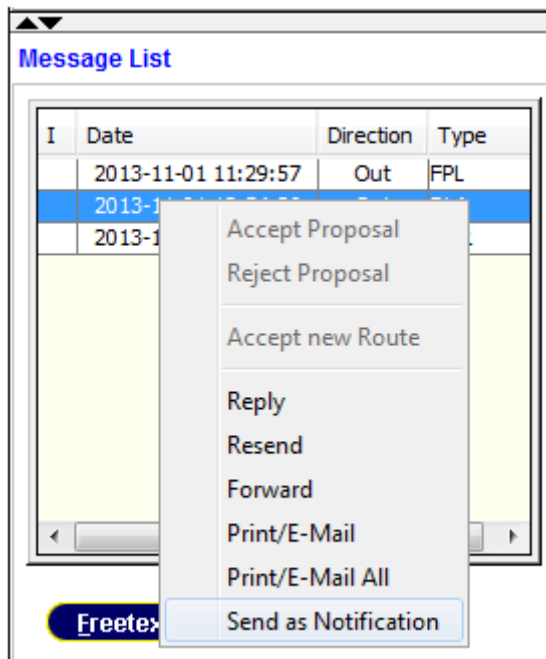 Message List
I Date Direction Type
2013-11-01 11:29:57 Out FPL
2013-1
2013-1
Accept Proposal
Reject Proposal
Accept new Route
Reply
Resend
Forward
Print/E-Mail
Print/E-Mail All
Send as Notification
Freetex